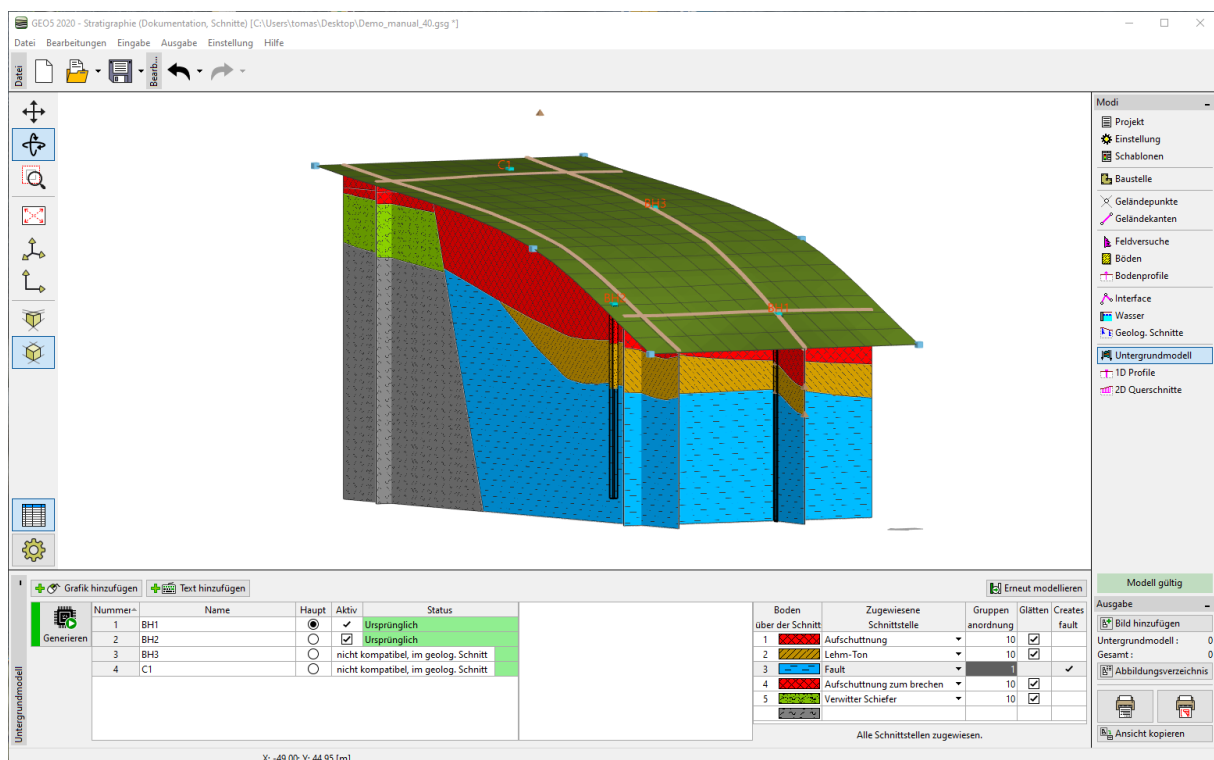 GEO5 2020 - Stratigraphie (Dokumentation, Schnitte) [C:\Users\tomas\Desktop\Demo_manual_40.gsg *]
Datei Bearbeitungen Eingabe Ausgabe Einstellung Hilfe
Datei
Bearb...
C1
BH3
BH1
Modi
Projekt
Einstellung
Schablonen
Baustelle
Geländepunkte
Geländekanten
Feldversuche
Böden
Bodenprofile
Interface
Wasser
Geolog. Schnitte
Untergrundmodell
1D Profile
2D Querschnitte
Untergrundmodel
Grafik hinzufügen Text hinzufügen Erneut modellieren
Generieren
Nummer Name Haupt Aktiv Status
1 BH1 Ursprünglich
2 BH2 Ursprünglich
3 BH3 nicht kompatibel, im geolog. Schnitt
4 C1 nicht kompatibel, im geolog. Schnitt
Boden Zugewiesene Gruppen Glätten Creates
über der Schnitt Schnittstelle anordnung fault
1 Aufschuttnung 10
2 Lehm-Ton 10
3 Fault 1
4 Aufschuttnung zum brechen 10
5 Verwitter Schiefer 10
Alle Schnittstellen zugewiesen.
Modell gültig
Ausgabe
Bild hinzufügen
Untergrundmodell : 0
Gesamt : 0
Abbildungsverzeichnis
Ansicht kopieren
X: -49.00; Y: 44.95 [m]